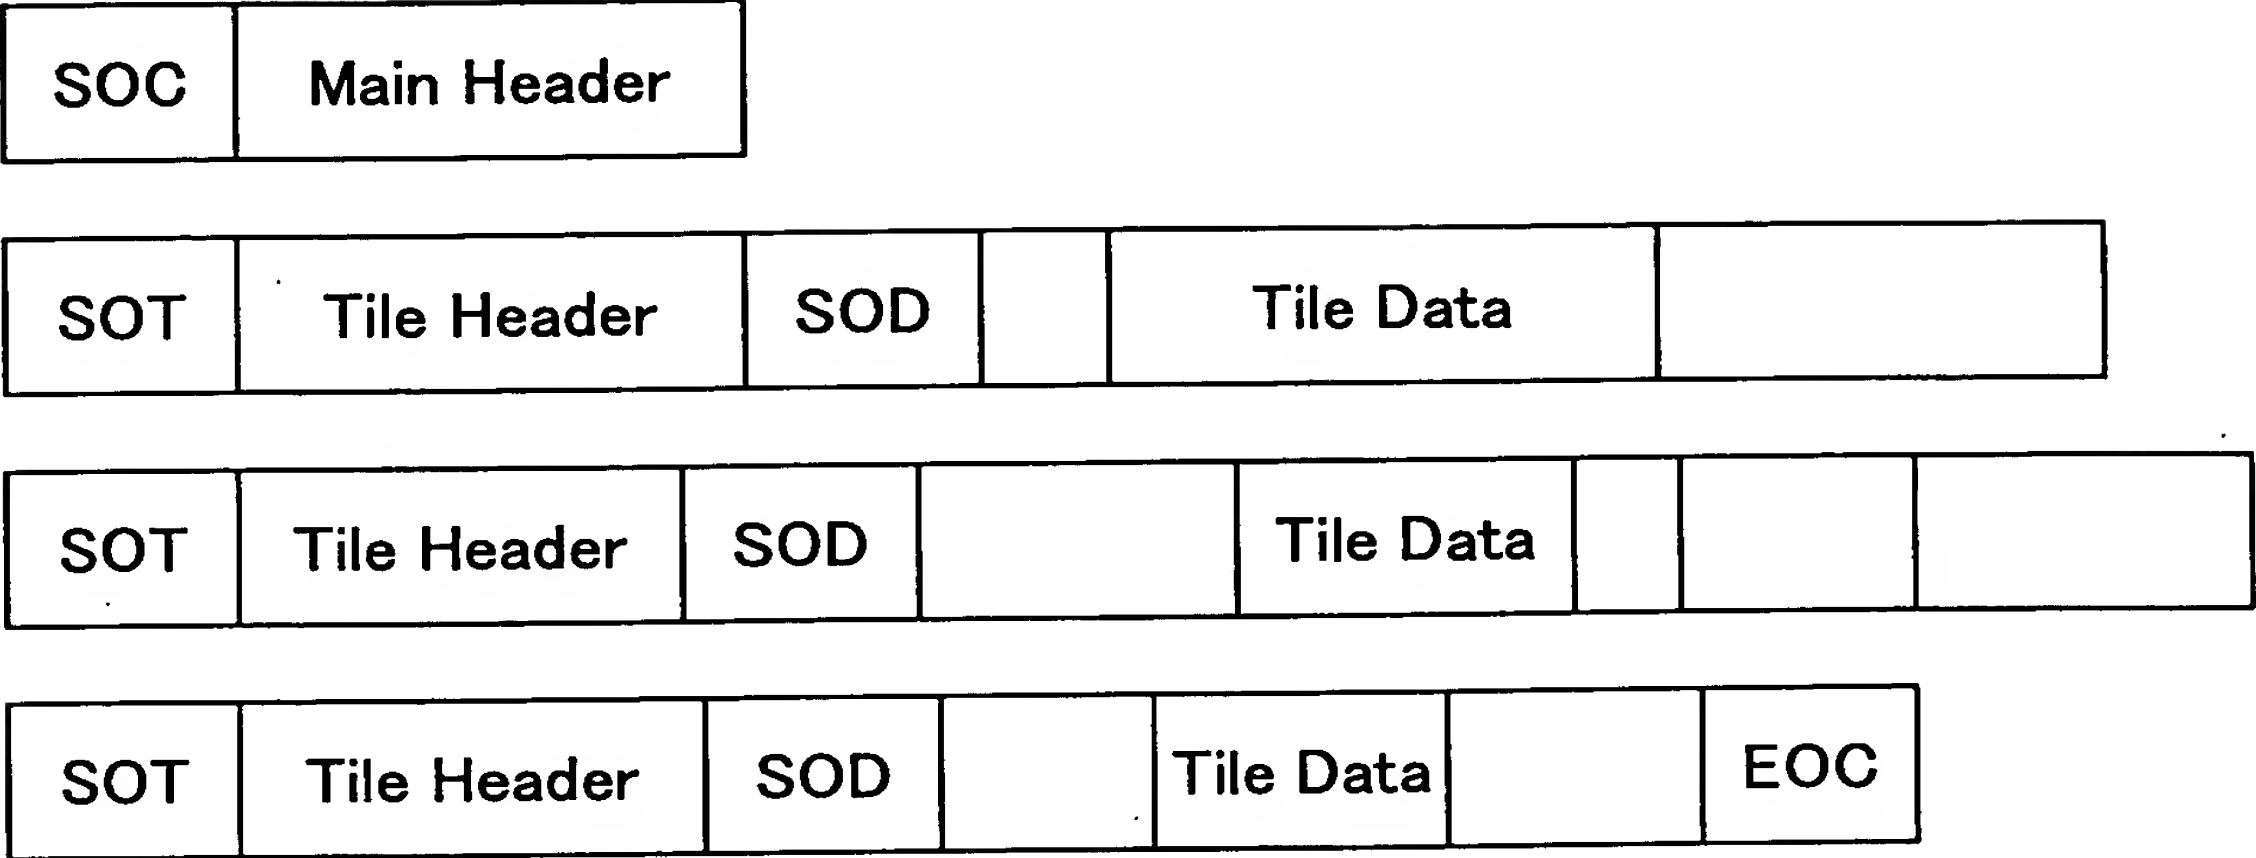 SOC Main Header
SOT Tile Header SOD Tile Data
SOT Tile Header SOD Tile Data
SOT Tile Header SOD Tile Data EOC